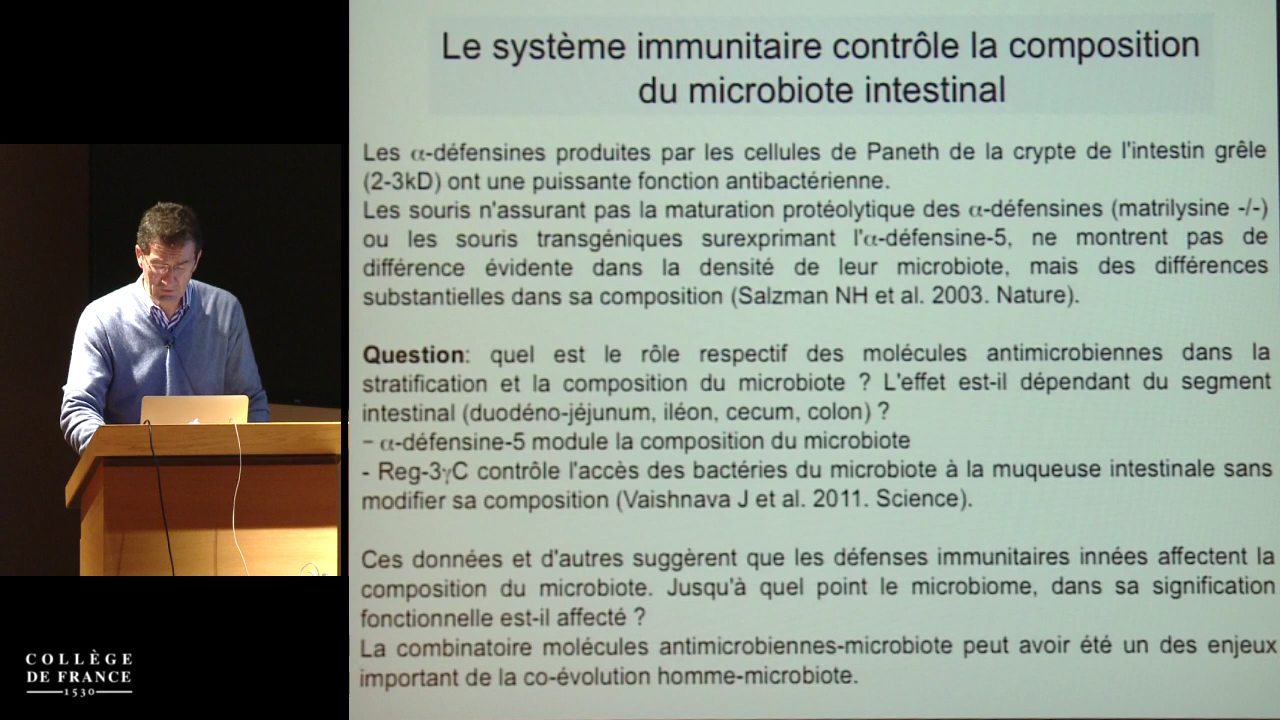 Le système immunitaire contrôle la composition
du microbiote intestinal
Les α-défensines produites par les cellules de Paneth de la crypte de l'intestin grêle
(2-3kD) ont une puissante fonction antibactérienne.
Les souris n'assurant pas la maturation protéolytique des α-défensines (matrilysine -/-)
ou les souris transgéniques surexprimant l'α-défensine-5, ne montrent pas de
différence évidente dans la densité de leur microbiote, mais des différences
substantielles dans sa composition (Salzman NH et al. 2003. Nature).
Question: quel est le rôle respectif des molécules antimicrobiennes dans la
stratification et la composition du microbiote ? L'effet est-il dépendant du segment
intestinal (duodéno-jéjunum, iléon, cecum, colon) ?
– α-défensine-5 module la composition du microbiote
- Reg-3γC contrôle l'accès des bactéries du microbiote à la muqueuse intestinale sans
modifier sa composition (Vaishnava J et al. 2011. Science).
Ces données et d'autres suggèrent que les défenses immunitaires innées affectent la
composition du microbiote. Jusqu'à quel point le microbiome, dans sa signification
fonctionnelle est-il affecté ?
La combinatoire molécules antimicrobiennes-microbiote peut avoir été un des enjeux
important de la co-évolution homme-microbiote.
COLLÈGE
DE FRANCE
1530